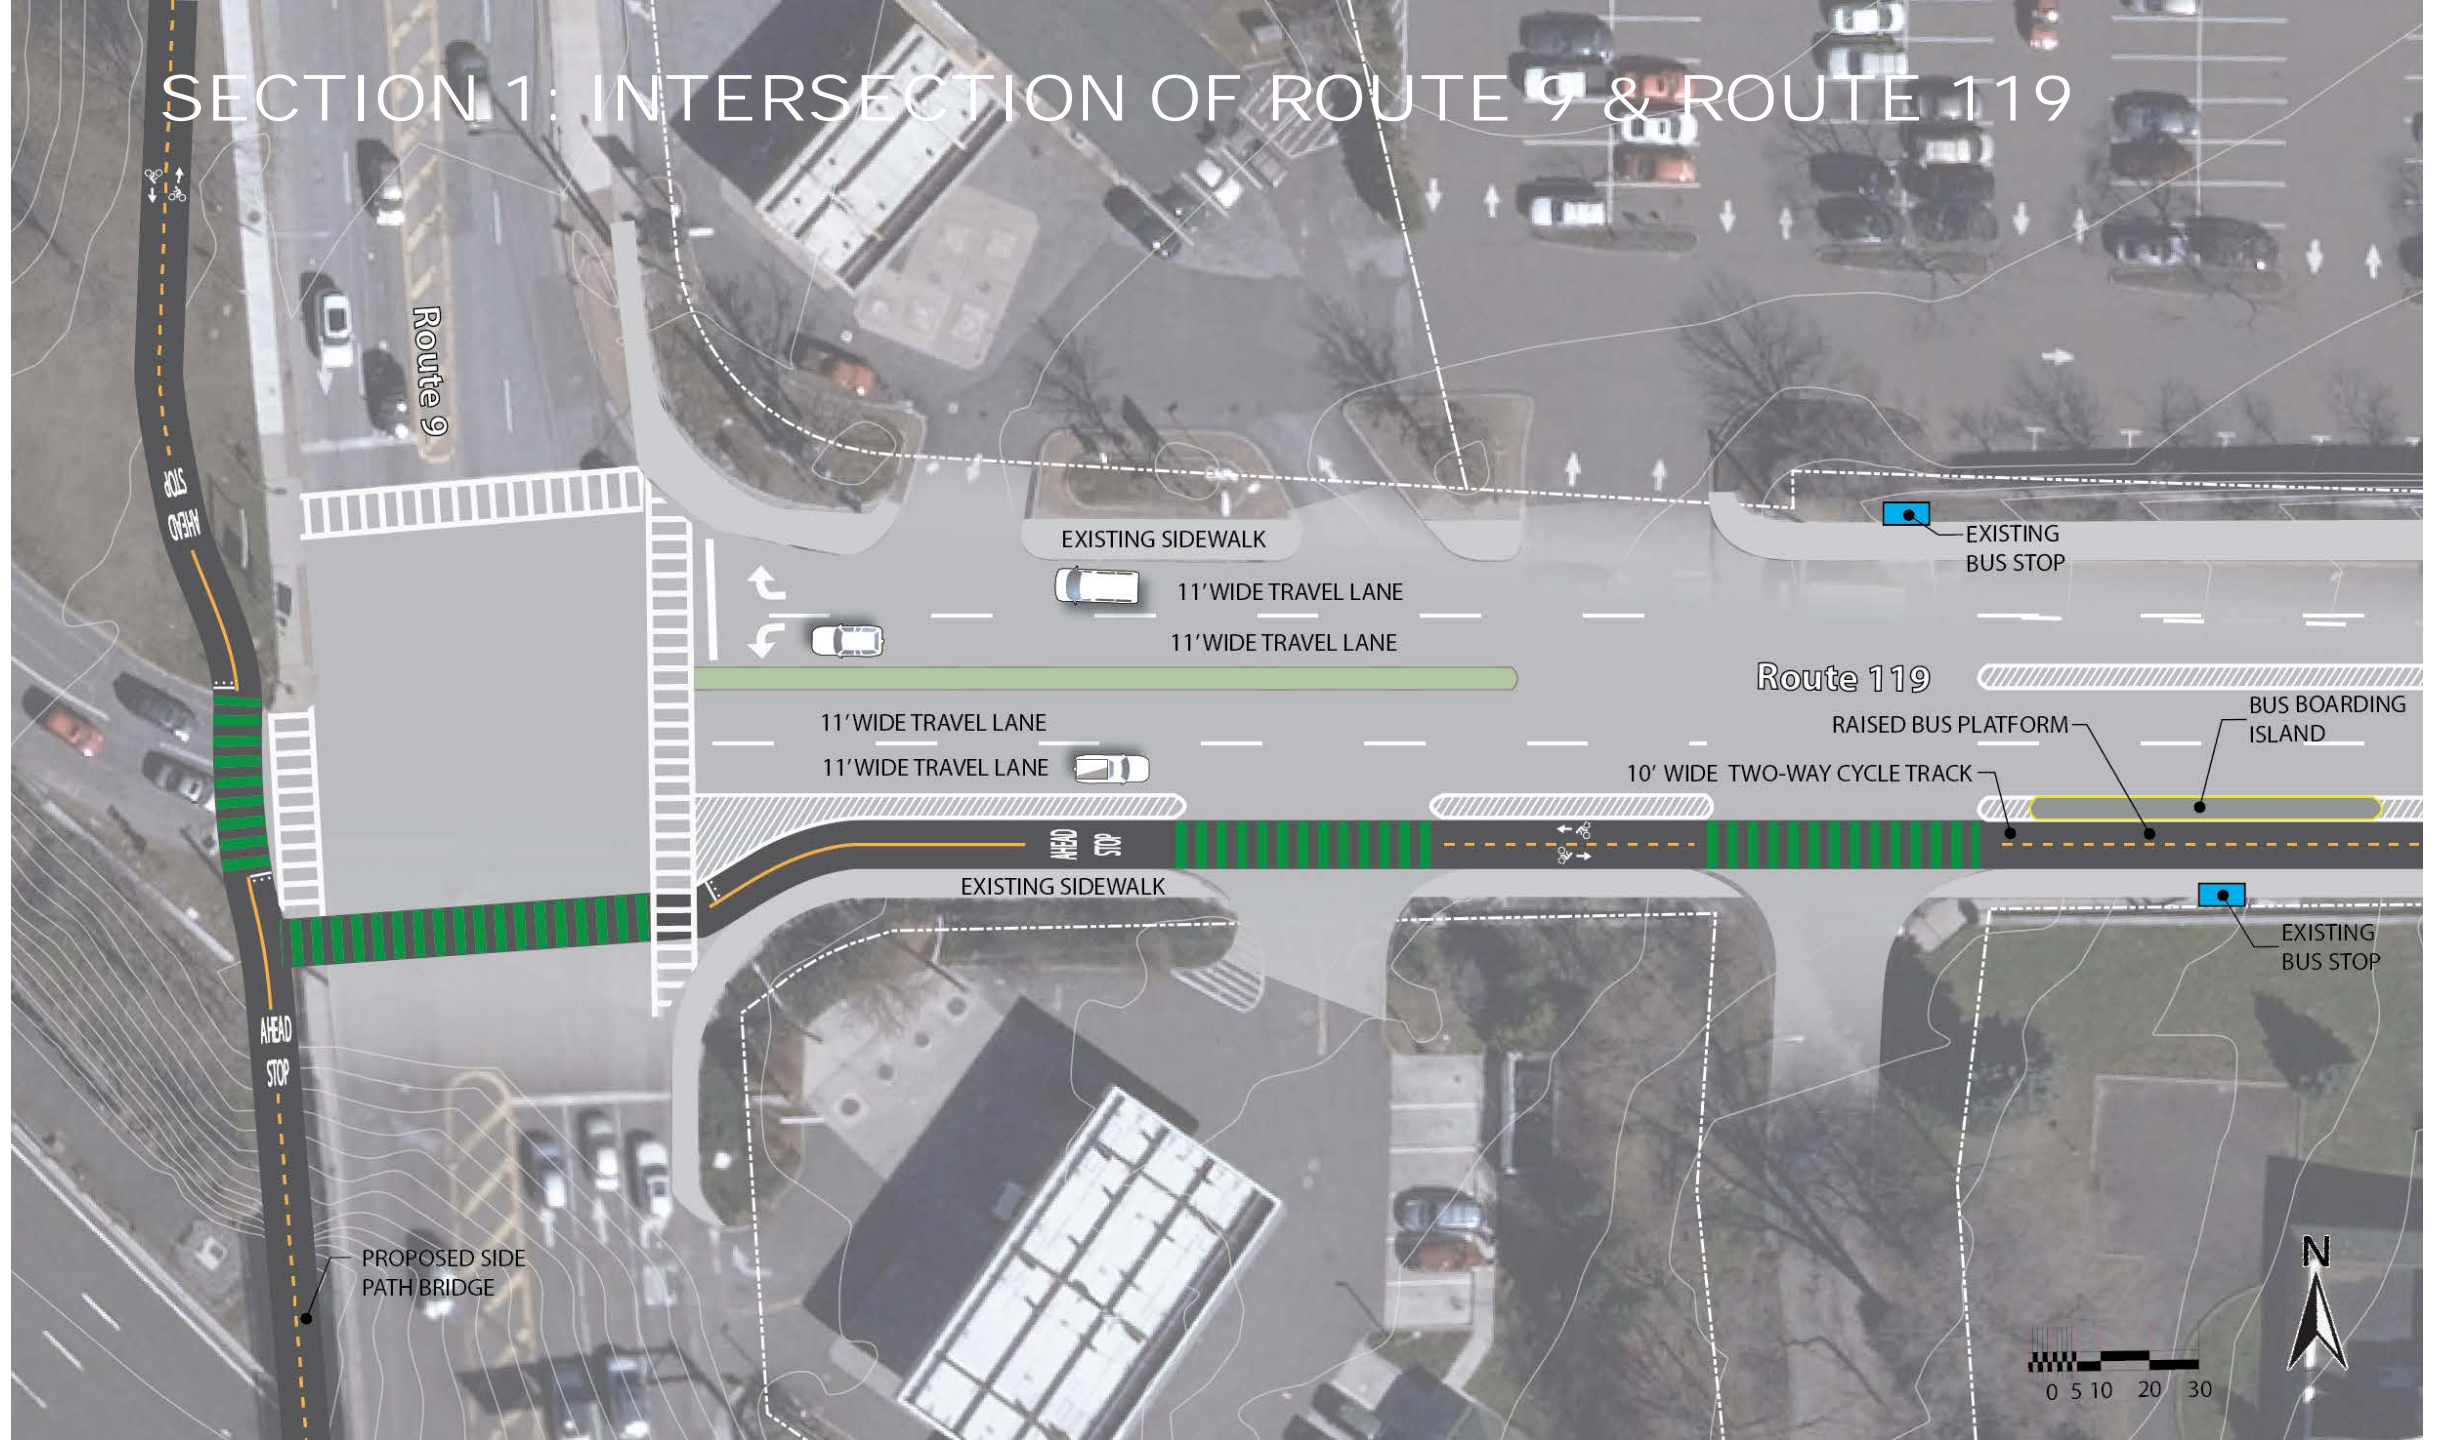 SECTION 1: INTERSECTION OF ROUTE 9 & ROUTE 119
Route 9
STOP
AHEAD
EXISTING SIDEWALK
EXISTING
BUS STOP
11' WIDE TRAVEL LANE
11' WIDE TRAVEL LANE
Route 119
BUS BOARDING
ISLAND
11' WIDE TRAVEL LANE
RAISED BUS PLATFORM
11' WIDE TRAVEL LANE
10' WIDE TWO-WAY CYCLE TRACK
AHEAD
STOP
EXISTING SIDEWALK
EXISTING
BUS STOP
AHEAD
STOP
PROPOSED SIDE
PATH BRIDGE
N
0 5 10 20 30